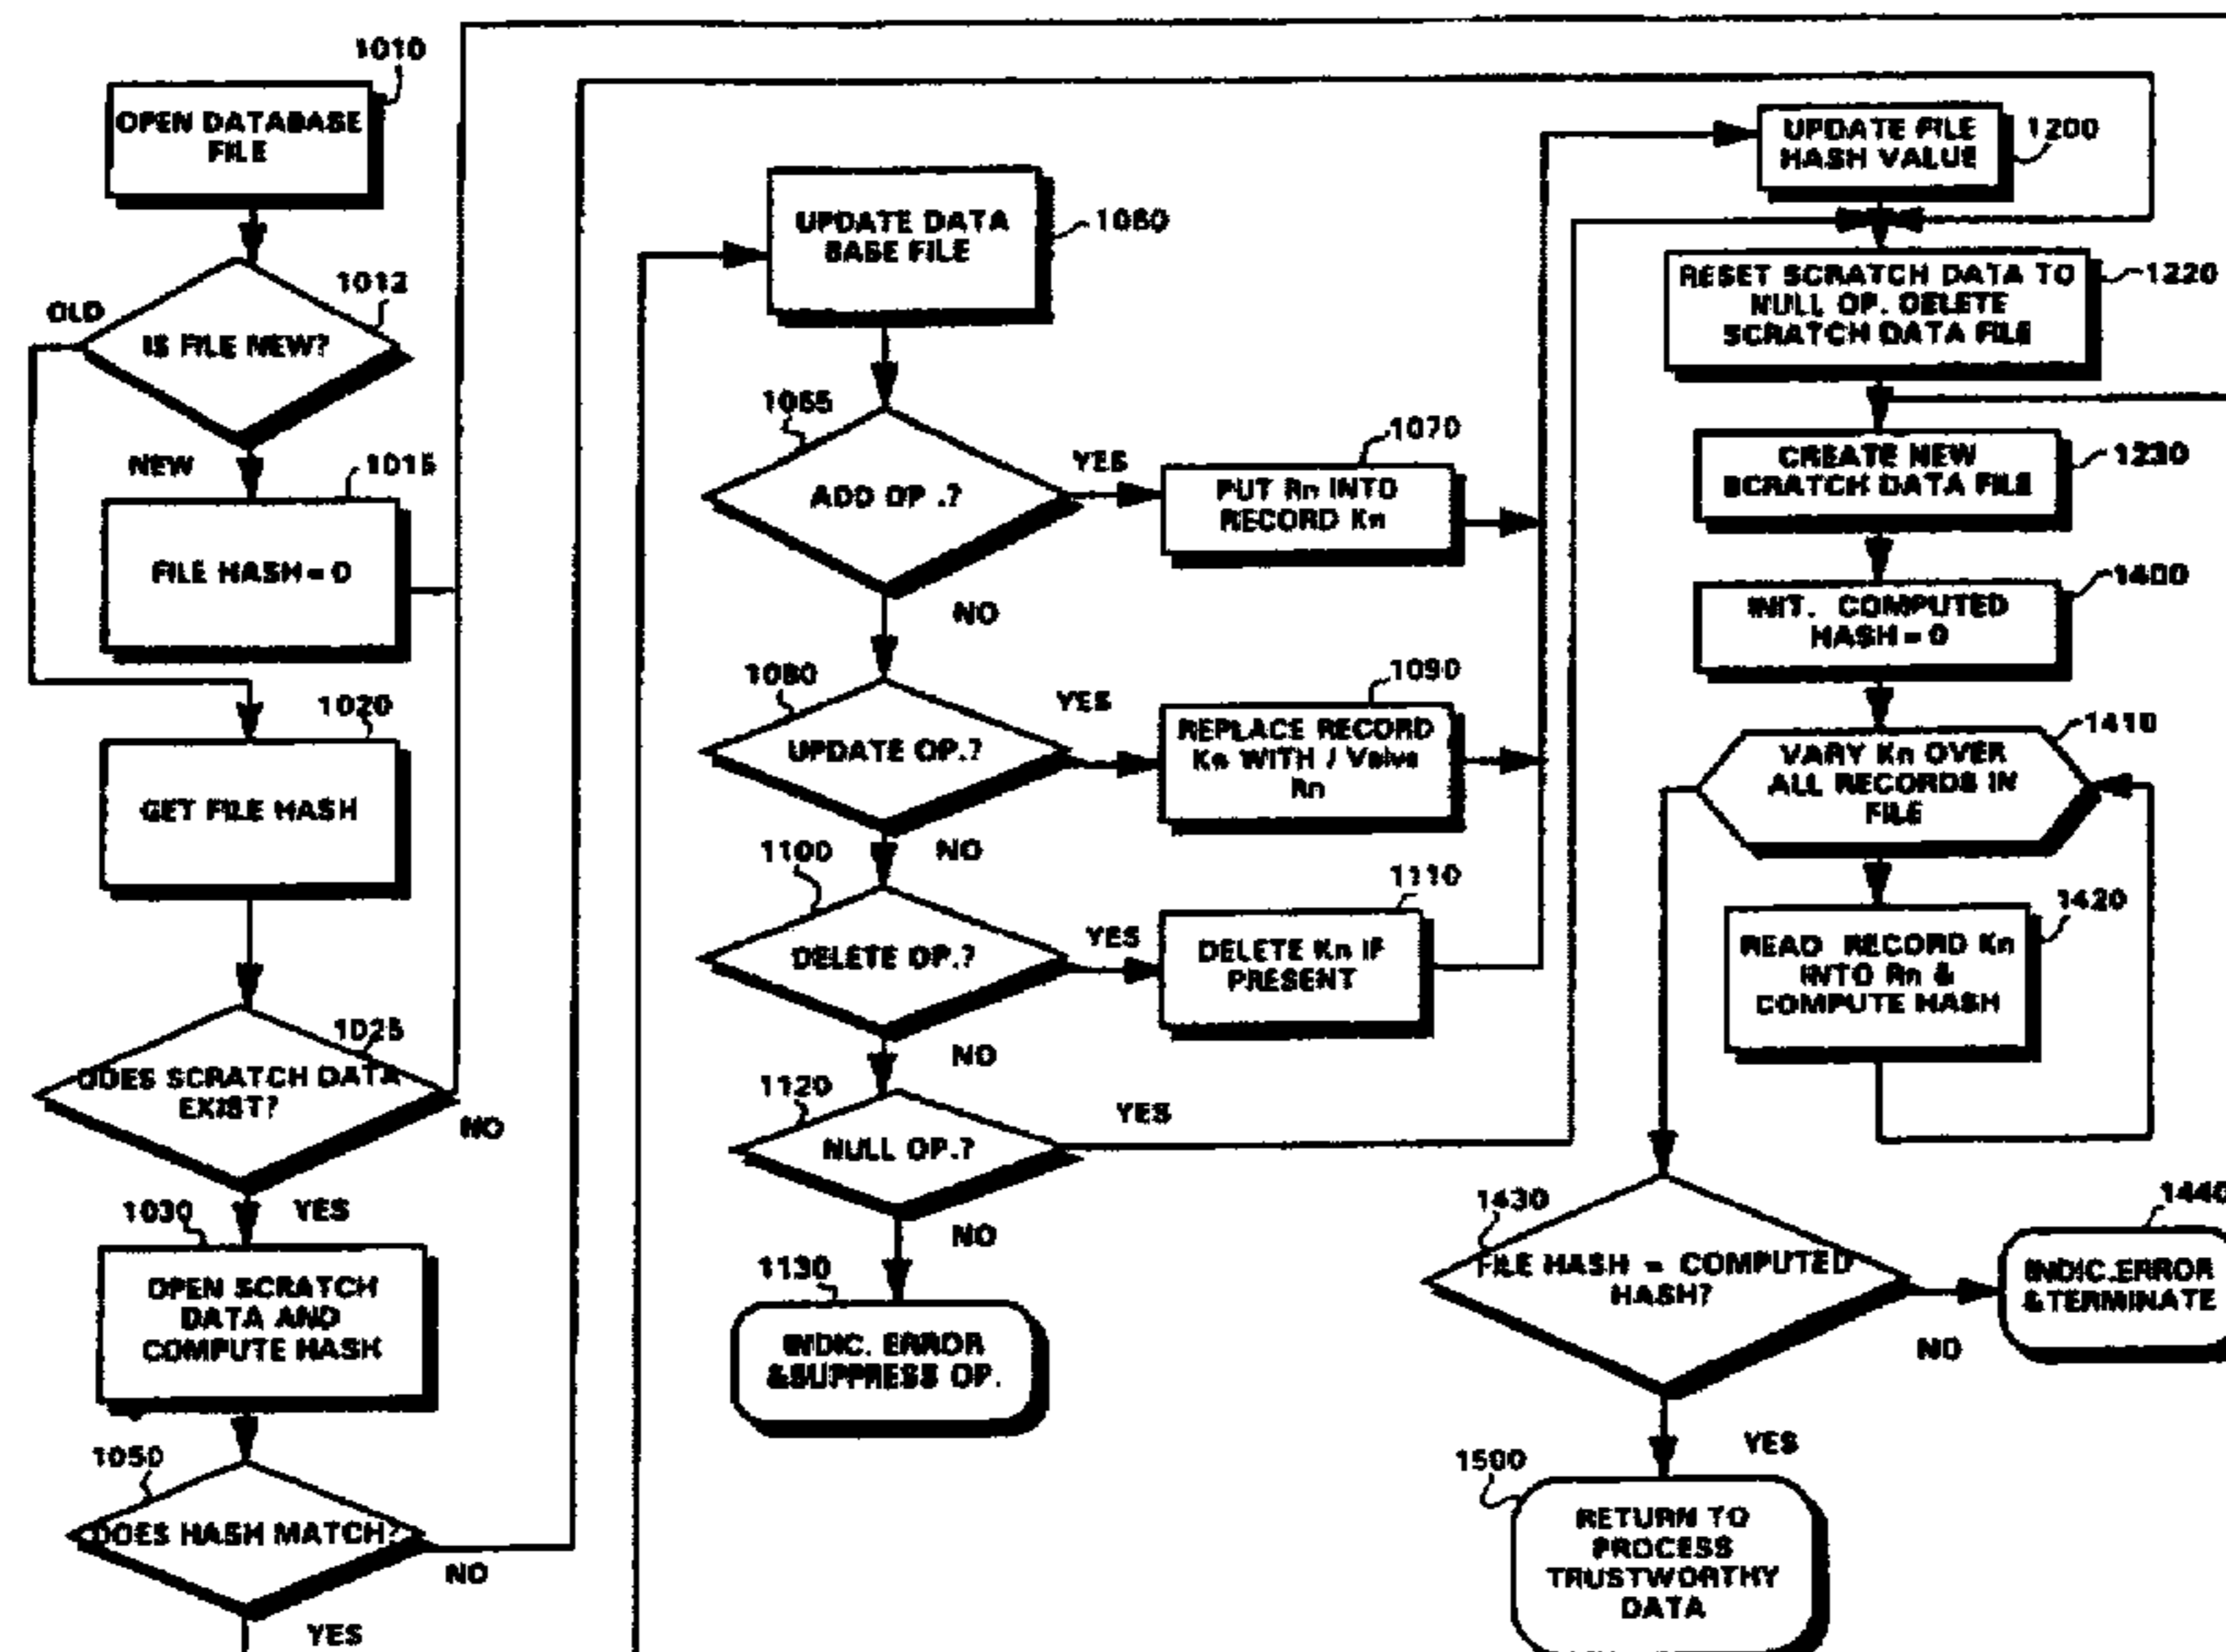 1010
OPEN DATABASE
FILE
1012
OLD
IS FILE NEW?
NEW
1015
FILE HASH = 0
1020
GET FILE HASH
1025
DOES SCRATCH DATA
EXIST?
NO
YES
1030
OPEN SCRATCH
DATA AND
COMPUTE HASH
1050
DOES HASH MATCH?
NO
YES
UPDATE DATA
BASE FILE
1060
1065
ADD OP .?
YES
NO
1070
PUT Rn INTO
RECORD Kn
1080
UPDATE OP.?
YES
NO
1090
REPLACE RECORD
Kn WITH J Valve
Rn
1100
DELETE OP.?
YES
NO
1110
DELETE Kn IF
PRESENT
1120
NULL OP.?
YES
NO
1130
INDIC. ERROR
&SUPPRESS OP.
UPDATE FILE
HASH VALUE
1200
RESET SCRATCH DATA TO
NULL OP. DELETE
SCRATCH DATA FILE
1220
CREATE NEW
SCRATCH DATA FILE
1230
1400
INIT. COMPUTED
HASH = 0
1410
VARY Kn OVER
ALL RECORDS IN
FILE
1420
READ RECORD Kn
INTO Rn &
COMPUTE HASH
1430
FILE HASH = COMPUTED
HASH?
NO
YES
1440
INDIC.ERROR
&TERMINATE
1500
RETURN TO
PROCESS
TRUSTWORTHY
DATA